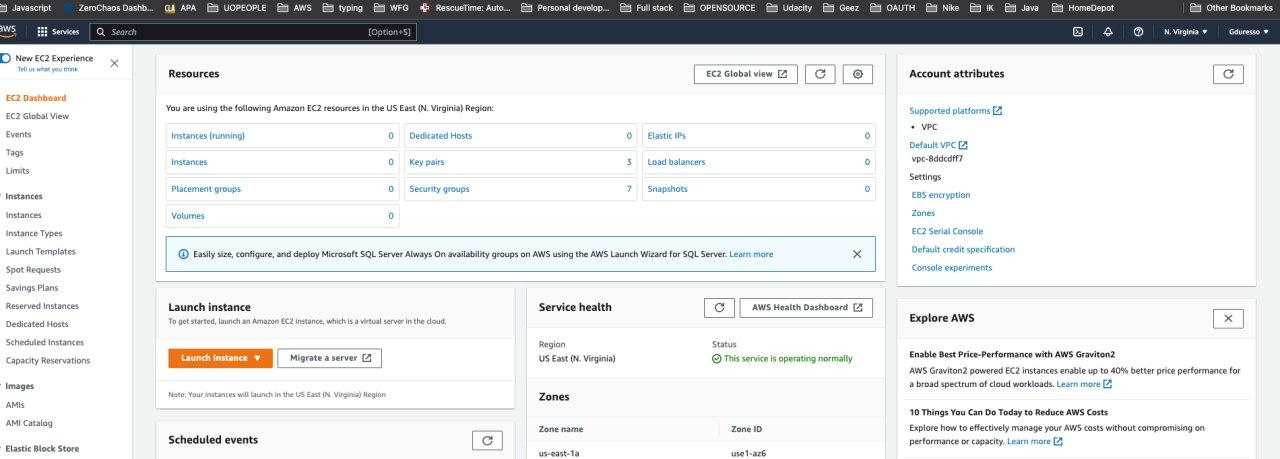 Javascript ZeroChaos Dashb... APA UOPEOPLE AWS typing WFG RescueTime: Auto... Personal develop... Full stack OPENSOURCE Udacity Geez OAUTH Nike IK Java HomeDepot Other Bookmarks
aws Services Search [Option+S] N. Virginia Gduresso
New EC2 Experience
Tell us what you think
EC2 Dashboard
EC2 Global View
Events
Tags
Limits
Instances
Instances
Instance Types
Launch Templates
Spot Requests
Savings Plans
Reserved Instances
Dedicated Hosts
Scheduled Instances
Capacity Reservations
Images
AMIs
AMI Catalog
Elastic Block Store
Resources EC2 Global view
You are using the following Amazon EC2 resources in the US East (N. Virginia) Region:
Instances (running) 0 Dedicated Hosts 0 Elastic IPs 0
Instances 0 Key pairs 3 Load balancers 0
Placement groups 0 Security groups 7 Snapshots 0
Volumes 0
Easily size, configure, and deploy Microsoft SQL Server Always On availability groups on AWS using the AWS Launch Wizard for SQL Server. Learn more
Launch instance
To get started, launch an Amazon EC2 instance, which is a virtual server in the cloud.
Launch instance Migrate a server
Note: Your instances will launch in the US East (N. Virginia) Region
Scheduled events
Service health AWS Health Dashboard
Region Status
US East (N. Virginia) This service is operating normally
Zones
Zone name Zone ID
us-east-1a use1-az6
Account attributes
Supported platforms
• VPC
Default VPC
vpc-8ddcdff7
Settings
EBS encryption
Zones
EC2 Serial Console
Default credit specification
Console experiments
Explore AWS
Enable Best Price-Performance with AWS Graviton2
AWS Graviton2 powered EC2 instances enable up to 40% better price performance for
a broad spectrum of cloud workloads. Learn more
10 Things You Can Do Today to Reduce AWS Costs
Explore how to effectively manage your AWS costs without compromising on
performance or capacity. Learn more